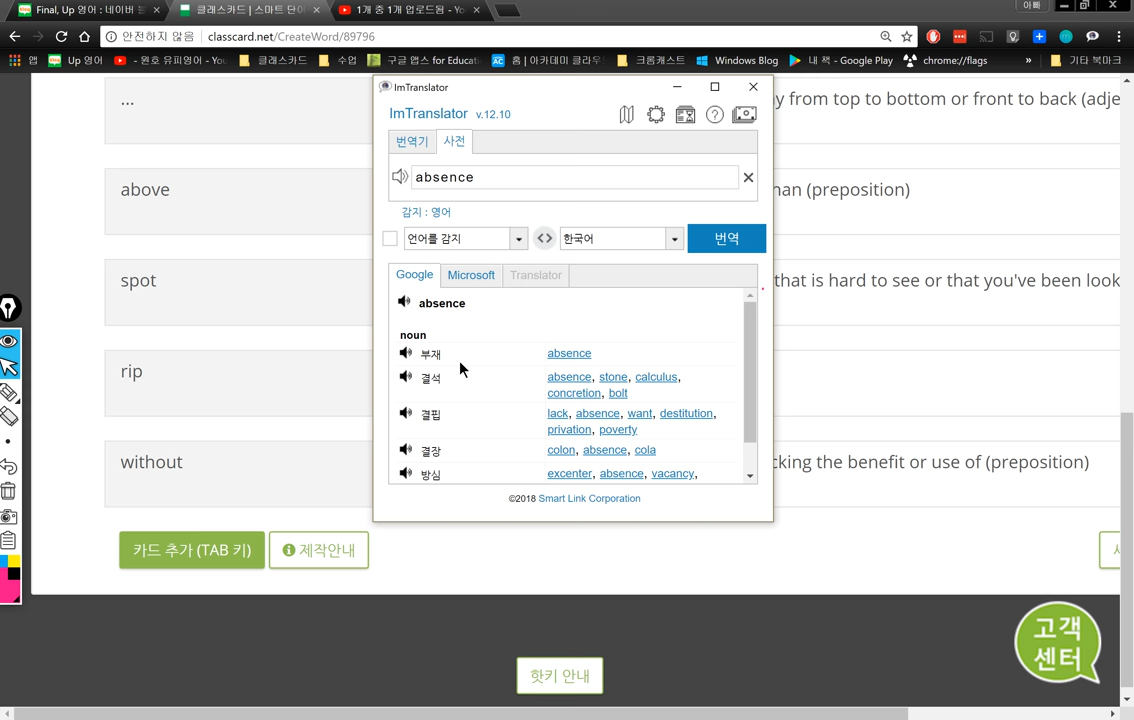 Final, Up 영어 : 네이버 블
클래스카드 | 스마트 단어
1개 중 1개 업로드됨 - Yo
아빠
안전하지 않음
classcard.net/CreateWord/89796
앱
Up 영어
- 원호 유피영어 - You
클래스카드
수업
구글 앱스 for Educati
홈 | 아카데미 클라우
크롬캐스트
Windows Blog
내 책 - Google Play
chrome://flags
»
기타 북마크
ImTranslator
ImTranslator v.12.10
번역기
사전
absence
감지 : 영어
언어를 감지
한국어
번역
Google
Microsoft
Translator
absence
noun
부재 absence
결석 absence, stone, calculus,
concretion, bolt
결핍 lack, absence, want, destitution,
privation, poverty
결장 colon, absence, cola
방심 excenter, absence, vacancy,
©2018 Smart Link Corporation
...
y from top to bottom or front to back (adje
above
han (preposition)
spot
that is hard to see or that you've been look
rip
without
cking the benefit or use of (preposition)
카드 추가 (TAB 키)
제작안내
고객
센터
핫키 안내